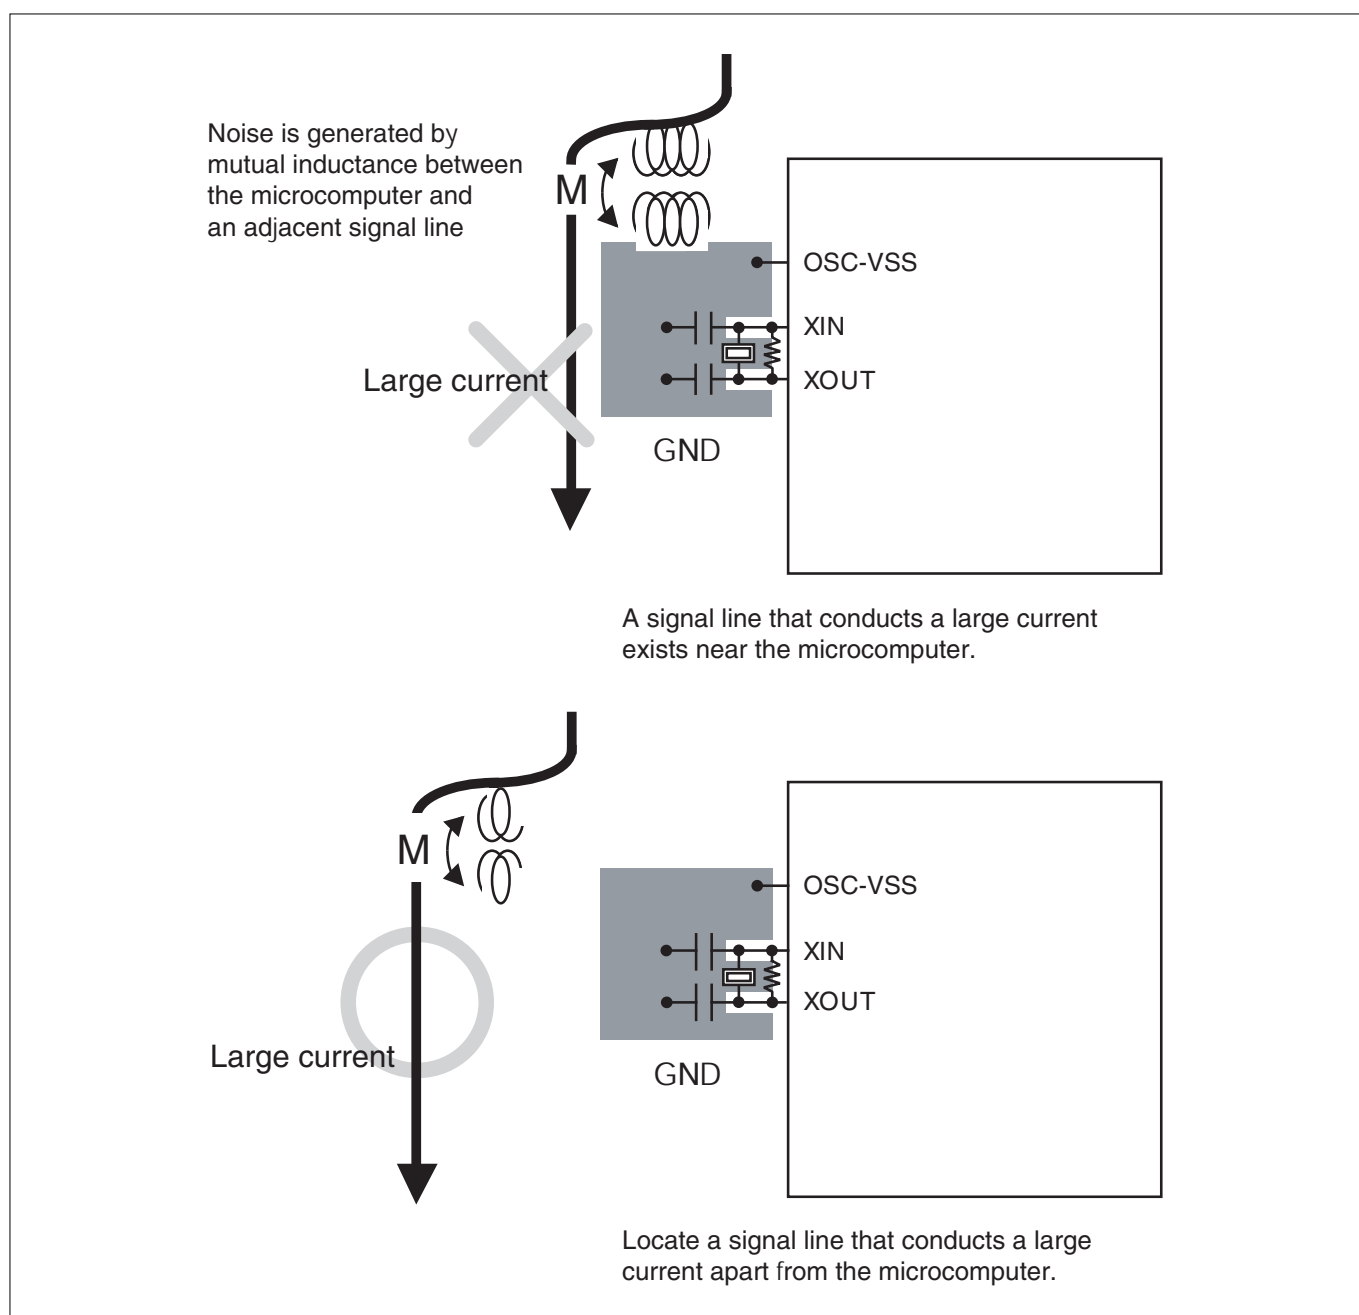 Noise is generated by
mutual inductance between
the microcomputer and
an adjacent signal line
M
OSC-VSS
XIN
Large current
XOUT
GND
A signal line that conducts a large current
exists near the microcomputer.
M
OSC-VSS
XIN
XOUT
Large current
GND
Locate a signal line that conducts a large
current apart from the microcomputer.